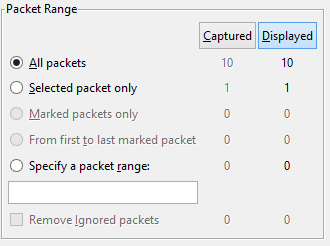 Packet Range
Captured Displayed
All packets 10 10
Selected packet only 1 1
Marked packets only 0 0
From first to last marked packet 0 0
Specify a packet range: 0 0
Remove Ignored packets 0 0